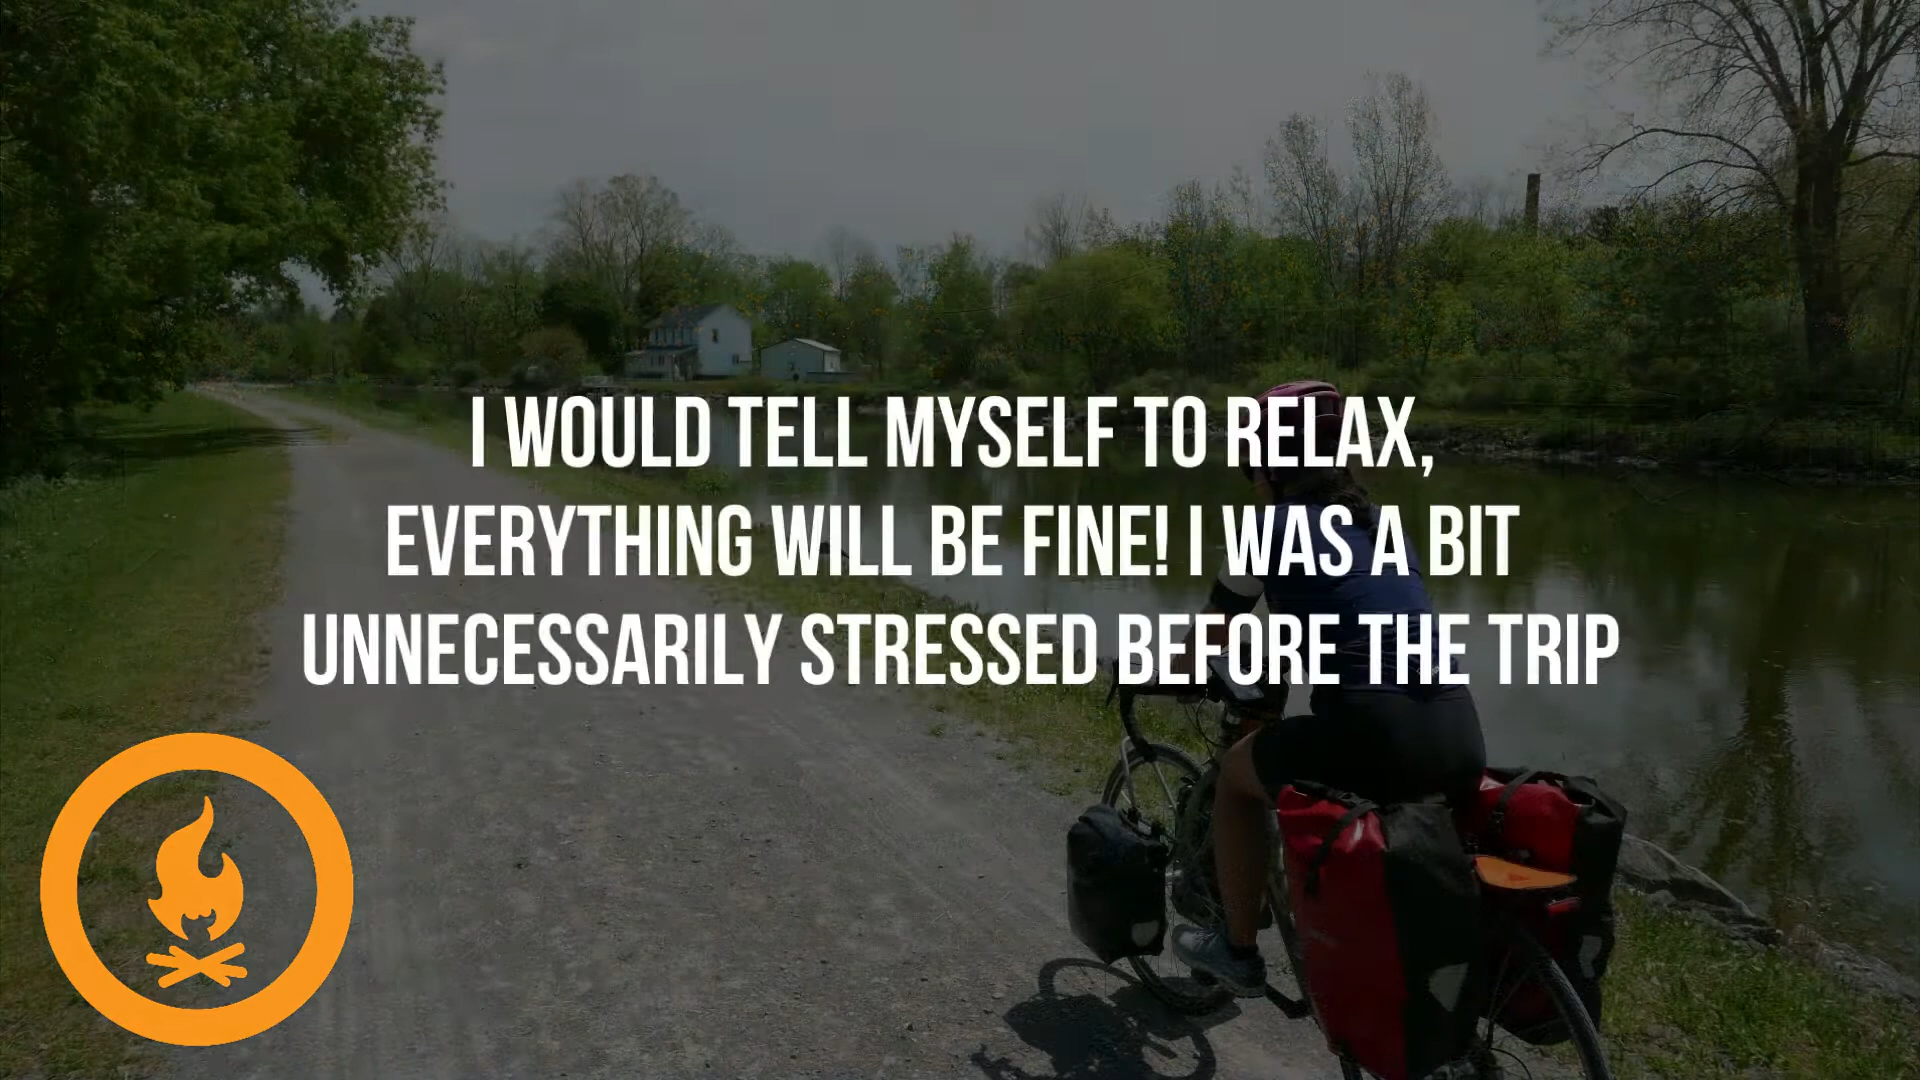 I WOULD TELL MYSELF TO RELAX,
EVERYTHING WILL BE FINE! I WAS A BIT
UNNECESSARILY STRESSED BEFORE THE TRIP